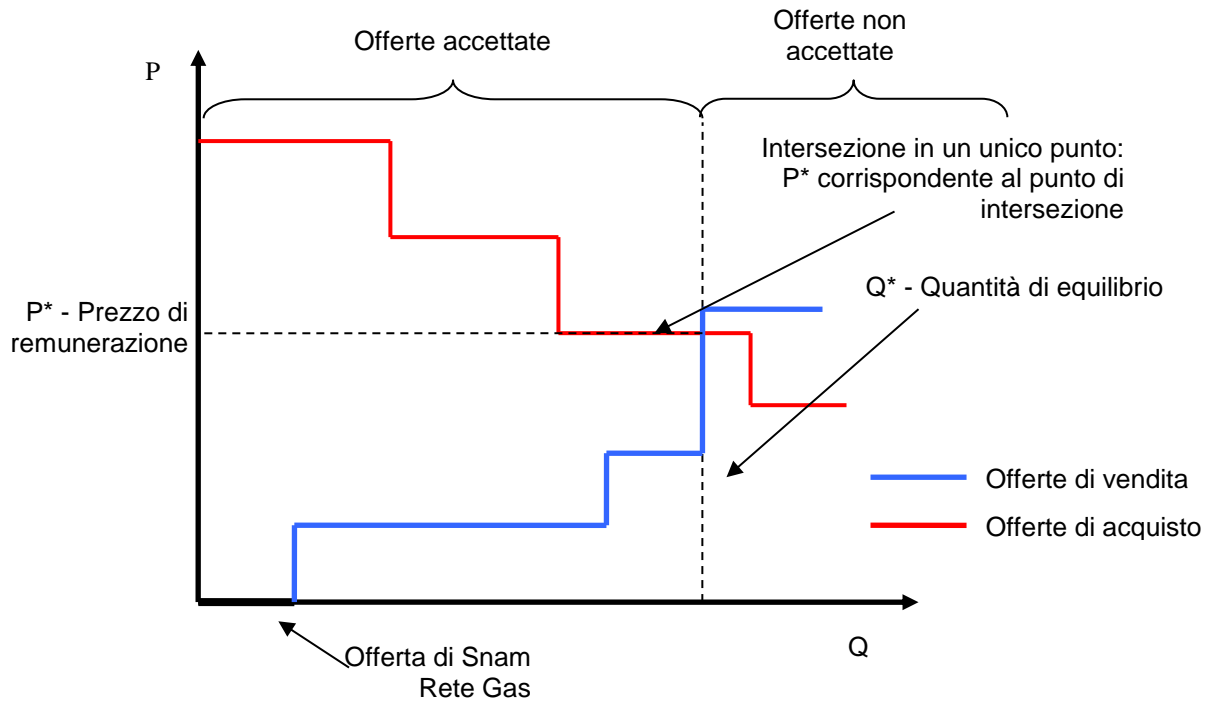 Offerte accettate
Offerte non
accettate
P
Intersezione in un unico punto:
P* corrispondente al punto di
intersezione
Q* - Quantità di equilibrio
P* - Prezzo di
remunerazione
Offerte di vendita
Offerte di acquisto
Q
Offerta di Snam
Rete Gas